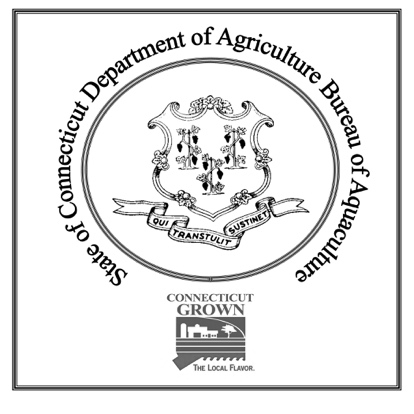 State of Connecticut Department of Agriculture Bureau of Aquaculture
QUI TRANSTULIT SUSTINET
CONNECTICUT
GROWN
THE LOCAL FLAVOR.